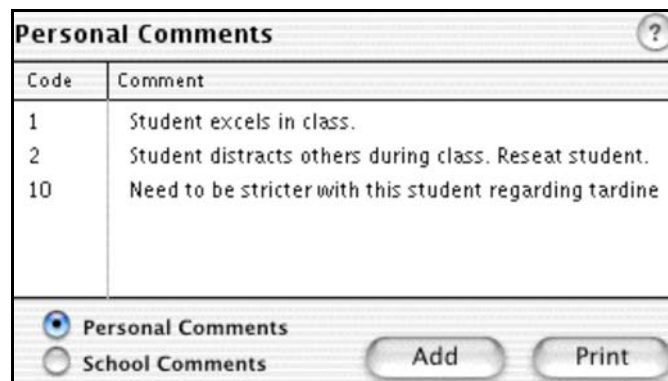 Personal Comments ?
Code Comment
1 Student excels in class.
2 Student distracts others during class. Reseat student.
10 Need to be stricter with this student regarding tardine
Personal Comments
School Comments
Add Print